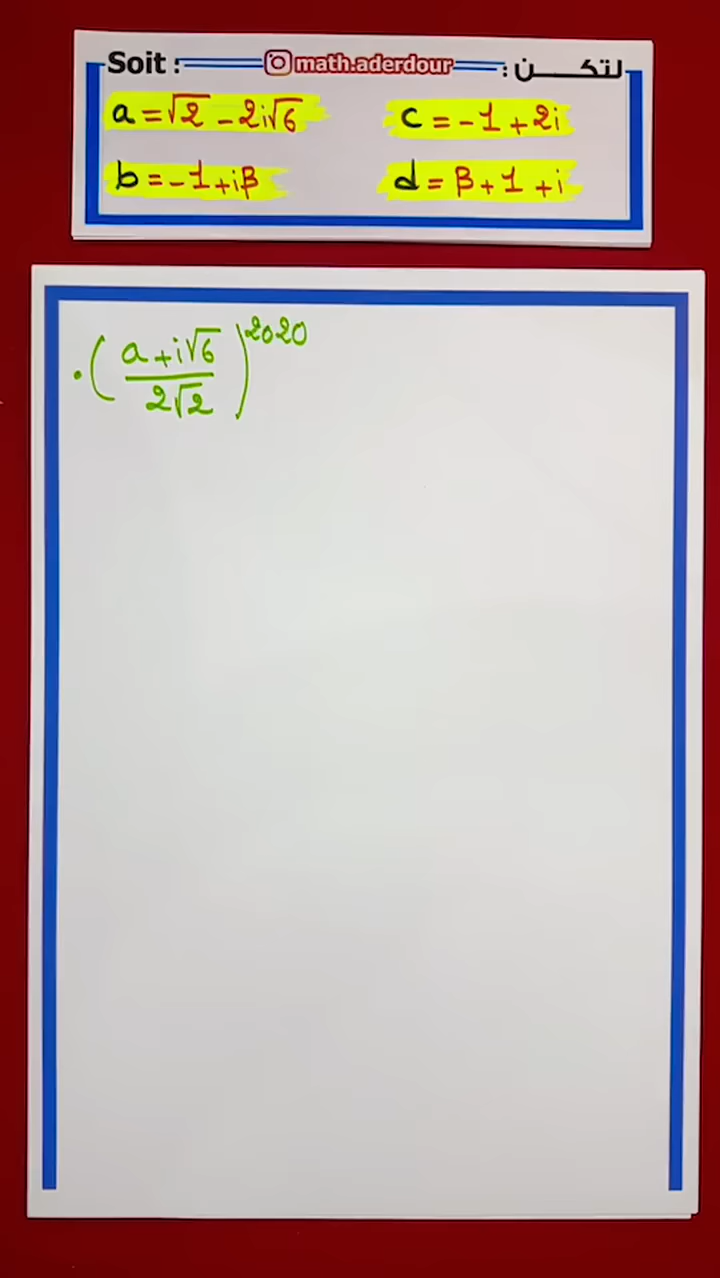 Soit : math.aderdour لتكن :
a = √2 - 2i√6 c = -1 + 2i
b = -1 + iβ d = β + 1 + i
• ( (a + i√6) / (2√2) )^2020